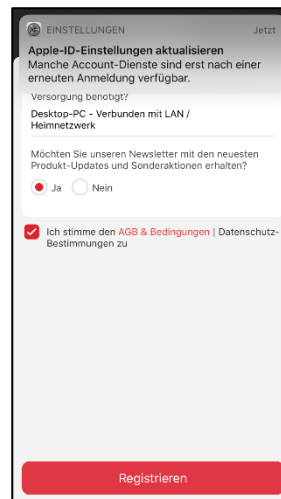 EINSTELLUNGEN Jetzt
Apple-ID-Einstellungen aktualisieren
Manche Account-Dienste sind erst nach einer
erneuten Anmeldung verfügbar.
Versorgung benötigt?
Desktop-PC - Verbunden mit LAN /
Heimnetzwerk
Möchten Sie unseren Newsletter mit den neuesten
Produkt-Updates und Sonderaktionen erhalten?
Ja Nein
Ich stimme den AGB & Bedingungen | Datenschutz-
Bestimmungen zu
Registrieren